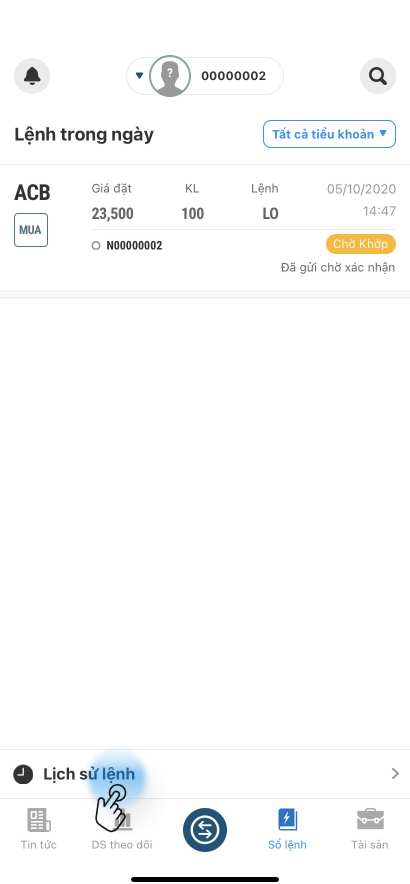 ?
00000002
Lệnh trong ngày
Tất cả tiểu khoản
ACB
Giá đặt KL Lệnh 05/10/2020
23,500 100 LO 14:47
MUA
N00000002 Chờ Khớp
Đã gửi chờ xác nhận
Lịch sử lệnh
Tin tức DS theo dõi Sổ lệnh Tài sản